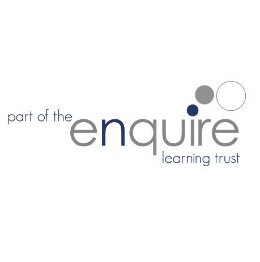 part of the
enquire
learning trust